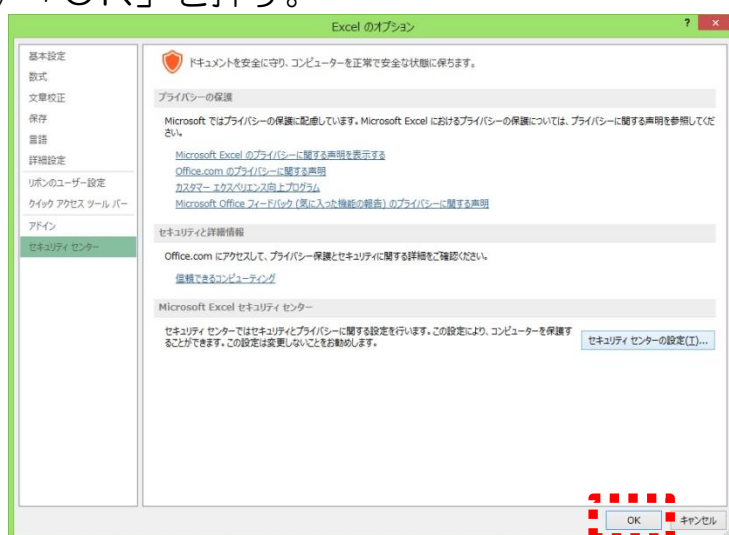 「OK」を押す。
Excel のオプション
? ×
基本設定
数式
文章校正
保存
言語
詳細設定
リボンのユーザー設定
クイック アクセス ツール バー
アドイン
セキュリティ センター
ドキュメントを安全に守り、コンピューターを正常で安全な状態に保ちます。
プライバシーの保護
Microsoft ではプライバシーの保護に配慮しています。Microsoft Excel におけるプライバシーの保護については、プライバシーに関する声明を参照してくだ
さい。
Microsoft Excel のプライバシーに関する声明を表示する
Office.com のプライバシーに関する声明
カスタマー エクスペリエンス向上プログラム
Microsoft Office フィードバック (気に入った機能の報告) のプライバシーに関する声明
セキュリティと詳細情報
Office.com にアクセスして、プライバシー保護とセキュリティに関する詳細をご確認ください。
信頼できるコンピューティング
Microsoft Excel セキュリティ センター
セキュリティ センターではセキュリティとプライバシーに関する設定を行います。この設定により、コンピューターを保護す
ることができます。この設定は変更しないことをお勧めします。
セキュリティ センターの設定(T)...
OK
キャンセル